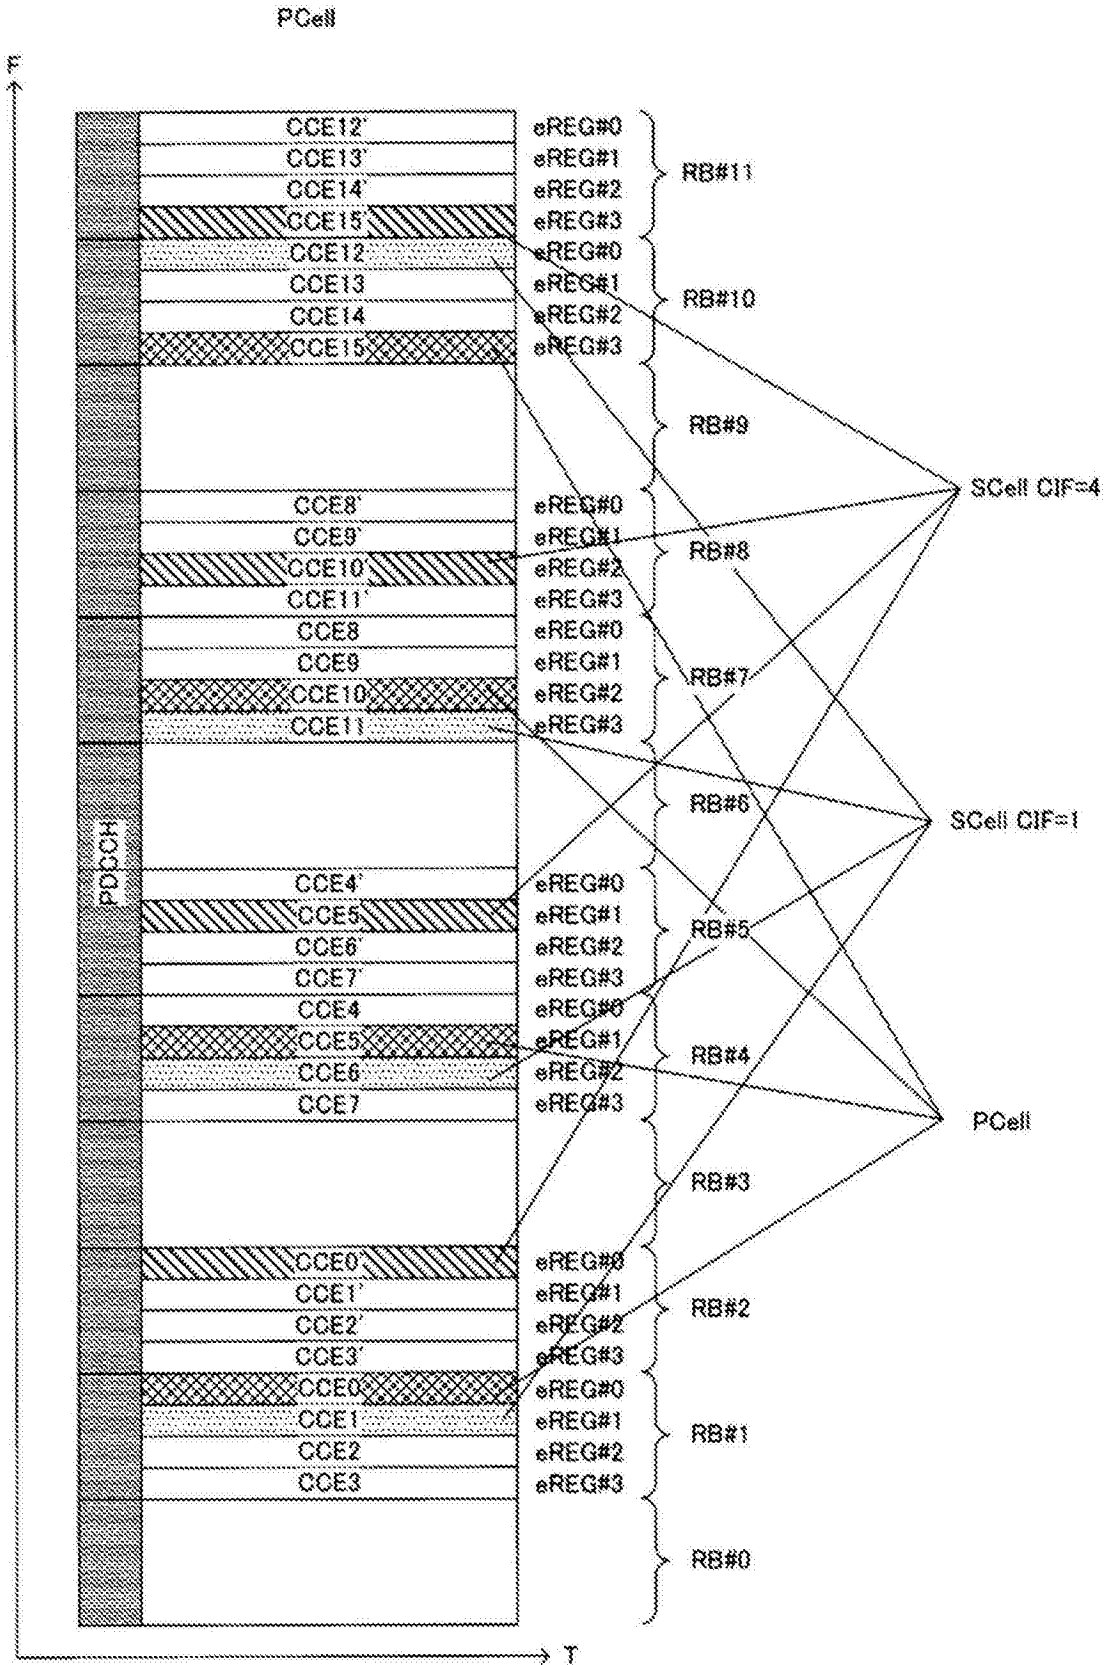 PCell
F
CCE12' eREG#0
CCE13' eREG#1 RB#11
CCE14' eREG#2
CCE15' eREG#3
CCE12 eREG#0
CCE13 eREG#1 RB#10
CCE14 eREG#2
CCE15 eREG#3
RB#9
SCell CIF=4
CCE8' eREG#0
CCE9' eREG#1 RB#8
CCE10' eREG#2
CCE11' eREG#3
CCE8 eREG#0
CCE9 eREG#1 RB#7
CCE10 eREG#2
CCE11 eREG#3
RB#6
SCell CIF=1
PDCCH
CCE4' eREG#0
CCE5 eREG#1 RB#5
CCE6' eREG#2
CCE7' eREG#3
CCE4 eREG#0
CCE5 eREG#1 RB#4
CCE6 eREG#2
CCE7 eREG#3
PCell
RB#3
CCE0' eREG#0
CCE1' eREG#1 RB#2
CCE2' eREG#2
CCE3' eREG#3
CCE0 eREG#0
CCE1 eREG#1 RB#1
CCE2 eREG#2
CCE3 eREG#3
RB#0
T